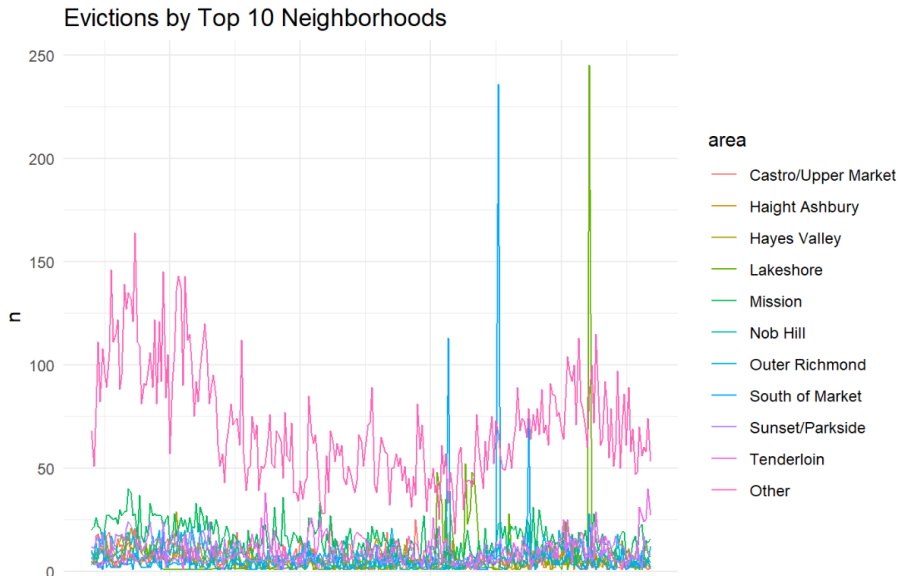 Evictions by Top 10 Neighborhoods
250
200
150
100
50
0
n
area
Castro/Upper Market
Haight Ashbury
Hayes Valley
Lakeshore
Mission
Nob Hill
Outer Richmond
South of Market
Sunset/Parkside
Tenderloin
Other